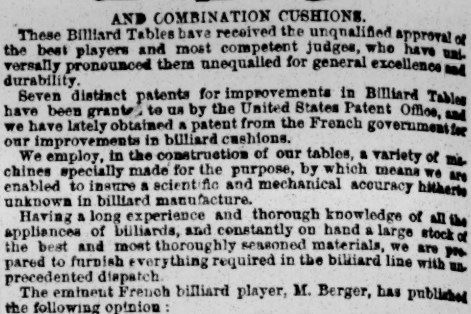 AND COMBINATION CUSHIONS.
These Billiard Tables have received the unqualified approval of
the best players and most competent judges, who have uni-
versally pronounced them unequalled for general excellence and
durability.
Seven distinct patents for improvements in Billiard Tables
have been grante to us by the United States Patent Office, and
we have lately obtained a patent from the French government for
our improvements in billiard cushions.
We employ, in the construction of our tables, a variety of ma-
chines specially made for the purpose, by which means we are
enabled to insure a scientific and mechanical accuracy hitherto
unknown in billiard manufacture.
Having a long experience and thorough knowledge of all the
appliances of billiards, and constantly on hand a large stock of
the best and most thoroughly seasoned materials, we are pre-
pared to furnish everything required in the billiard line with un-
precedented dispatch.
The eminent French billiard player, M. Berger, has published
the following opinion :